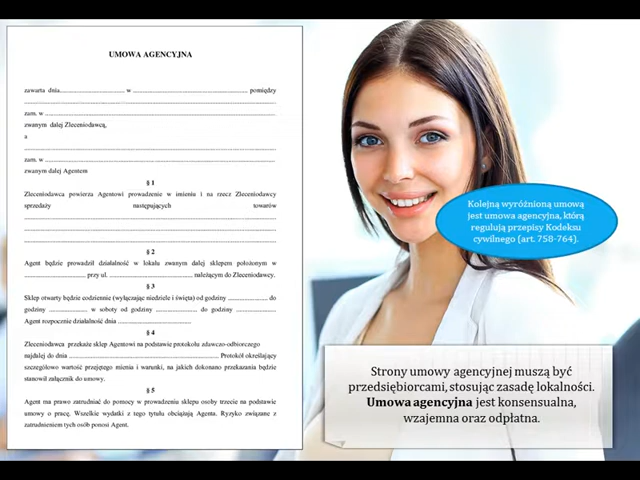 UMOWA AGENCYJNA
zawarta dnia.................................. w ............................................................ pomiędzy
..............................................................................................................................
zam. w ....................................................................................................................
zwanym dalej Zleceniodawcą,
a
..............................................................................................................................
zam. w ....................................................................................................................
zwanym dalej Agentem
§ 1
Zleceniodawca powierza Agentowi prowadzenie w imieniu i na rzecz Zleceniodawcy
sprzedaży następujących towarów
..............................................................................................................................
..............................................................................................................................
..............................................................................................................................
§ 2
Agent będzie prowadził działalność w lokalu zwanym dalej sklepem położonym w
................................ przy ul. .............................. należącym do Zleceniodawcy.
§ 3
Sklep otwarty będzie codziennie (wyłączając niedziele i święta) od godziny .................. do
godziny .................. w soboty od godziny .................. do godziny ..................
Agent rozpocznie działalność dnia ......................................
§ 4
Zleceniodawca przekaże sklep Agentowi na podstawie protokołu zdawczo-odbiorczego
najdalej do dnia ................................................................ Protokół określający
szczegółowo wartość przejętego mienia i warunki, na jakich dokonano przekazania będzie
stanowił załącznik do umowy.
§ 5
Agent ma prawo zatrudniać do pomocy w prowadzeniu sklepu osoby trzecie na podstawie
umowy o pracę. Wszelkie wydatki z tego tytułu obciążają Agenta. Ryzyko związane z
zatrudnieniem tych osób ponosi Agent.
Kolejną wyróżnioną umową
jest umowa agencyjna, którą
regulują przepisy Kodeksu
cywilnego (art. 758-764).
Strony umowy agencyjnej muszą być
przedsiębiorcami, stosując zasadę lokalności.
Umowa agencyjna jest konsensualna,
wzajemna oraz odpłatna.